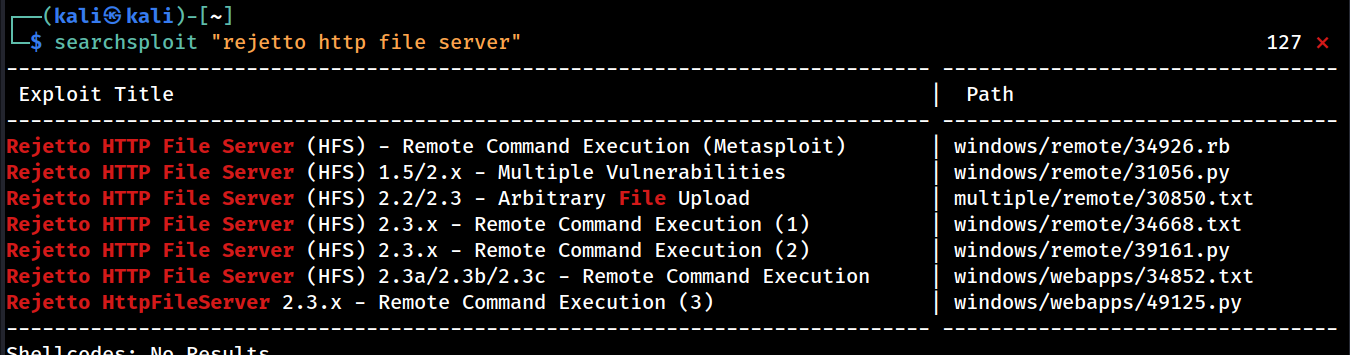 (kali㉿kali)-[~]
$ searchsploit "rejetto http file server" 127 ✕
---------------------------------------------------------------------------- ---------------------------------
Exploit Title | Path
---------------------------------------------------------------------------- ---------------------------------
Rejetto HTTP File Server (HFS) - Remote Command Execution (Metasploit) | windows/remote/34926.rb
Rejetto HTTP File Server (HFS) 1.5/2.x - Multiple Vulnerabilities | windows/remote/31056.py
Rejetto HTTP File Server (HFS) 2.2/2.3 - Arbitrary File Upload | multiple/remote/30850.txt
Rejetto HTTP File Server (HFS) 2.3.x - Remote Command Execution (1) | windows/remote/34668.txt
Rejetto HTTP File Server (HFS) 2.3.x - Remote Command Execution (2) | windows/remote/39161.py
Rejetto HTTP File Server (HFS) 2.3a/2.3b/2.3c - Remote Command Execution | windows/webapps/34852.txt
Rejetto HttpFileServer 2.3.x - Remote Command Execution (3) | windows/webapps/49125.py
---------------------------------------------------------------------------- ---------------------------------
Shellcodes: No Results